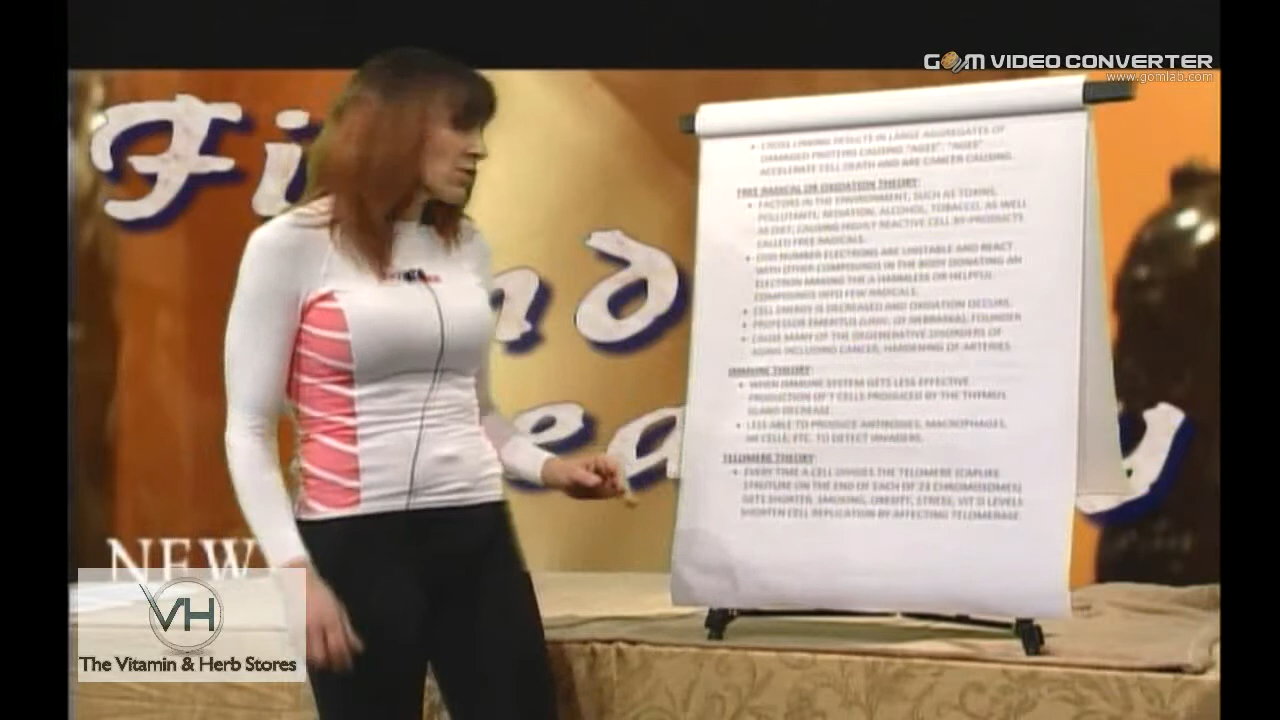 GOM VIDEO CONVERTER
www.gomlab.com
CROSS LINKING RESULTS IN LARGE AGGREGATES OF
DAMAGED PROTEINS CAUSING "AGES". "AGES"
ACCELERATE CELL DEATH AND ARE CANCER CAUSING.
FREE RADICAL OR OXIDATION THEORY:
FACTORS IN THE ENVIRONMENT, SUCH AS TOXINS,
POLLUTANTS, ALCOHOL, TOBACCO, AS WELL
AS DIET, CAUSING HIGHLY REACTIVE CELL BY-PRODUCTS
CALLED FREE RADICALS.
ODD NUMBER ELECTRONS ARE UNSTABLE AND REACT
WITH OTHER COMPOUNDS IN THE BODY DONATING AN
ELECTRON MAKING THE HARMLESS OR HELPFUL
COMPOUNDS INTO FEW RADICALS.
CELL ENERGY IS DECREASED AND OXIDATION OCCURS.
PROFESSOR EMERITUS (UNIV. OF NEBRASKA), FOUNDER
CAUSE MANY OF THE DEGENERATIVE DISORDERS OF
AGING INCLUDING CANCER, HARDENING OF ARTERIES
IMMUNE THEORY:
WHEN IMMUNE SYSTEM GETS LESS EFFECTIVE
PRODUCTION OF T CELLS PRODUCED BY THE THYMUS
GLAND DECREASE
LESS ABLE TO PRODUCE ANTIBODIES, MACROPHAGES,
NK CELLS, ETC. TO DETECT INVADERS.
TELOMERE THEORY:
EVERY TIME A CELL DIVIDES THE TELOMERE (CAPLIKE
STRUTURE ON THE END OF EACH OF 23 CHROMOSOMES)
GETS SHORTER. SMOKING, OBESITY, STRESS, VIT D LEVELS
SHORTEN CELL REPLICATION BY AFFECTING TELOMERASE
NEW
VH
The Vitamin & Herb Stores